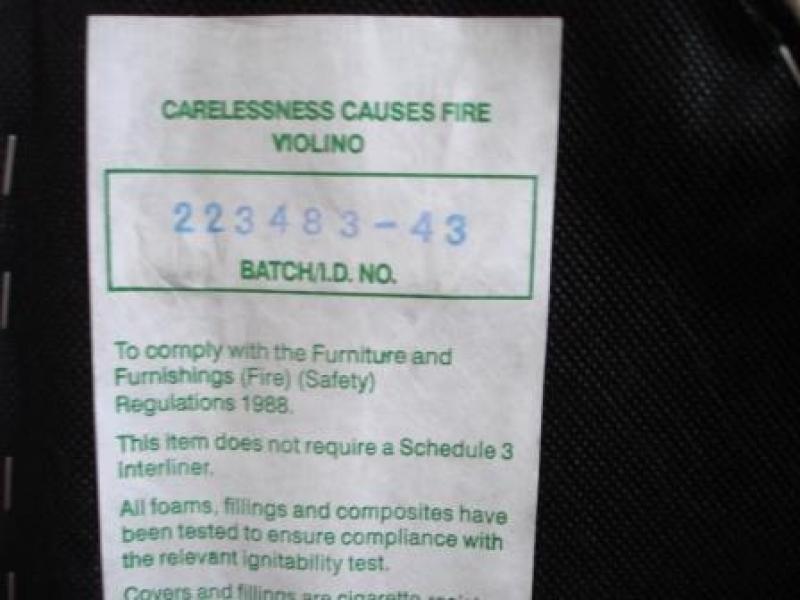 CARELESSNESS CAUSES FIRE
VIOLINO
223483-43
BATCH/I.D. NO.
To comply with the Furniture and
Furnishings (Fire) (Safety)
Regulations 1988.
This item does not require a Schedule 3
Interliner.
All foams, fillings and composites have
been tested to ensure compliance with
the relevant ignitability test.
Covers and fillings are cigarette